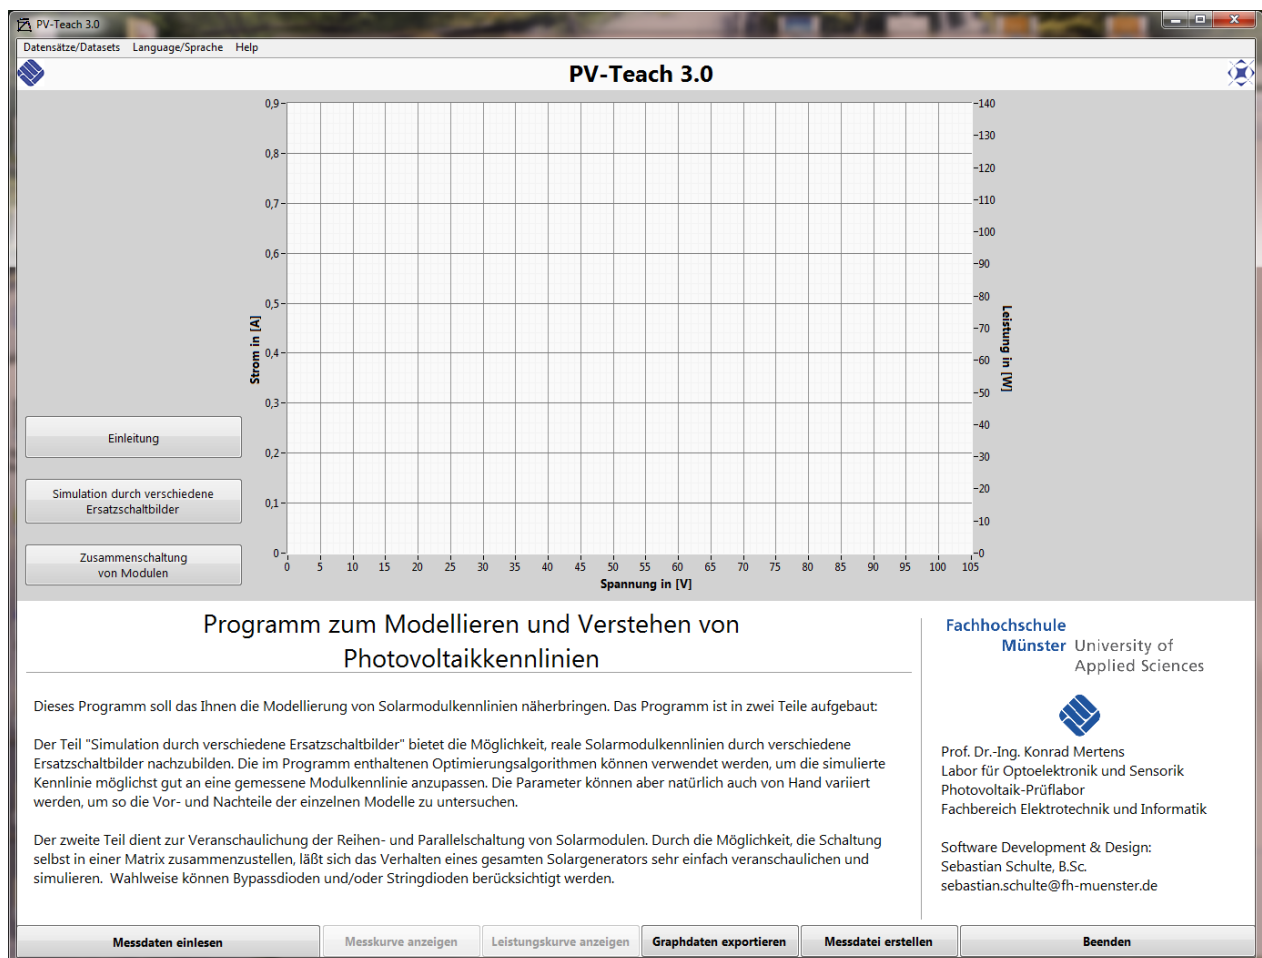 PV-Teach 3.0
Datensätze/Datasets Language/Sprache Help
PV-Teach 3.0
0,9
0,8
0,7
0,6
0,5
0,4
0,3
0,2
0,1
0
Strom in [A]
140
130
120
110
100
90
80
70
60
50
40
30
20
10
0
Leistung in [W]
0 5 10 15 20 25 30 35 40 45 50 55 60 65 70 75 80 85 90 95 100 105
Spannung in [V]
Einleitung
Simulation durch verschiedene
Ersatzschaltbilder
Zusammenschaltung
von Modulen
Programm zum Modellieren und Verstehen von
Photovoltaikkennlinien
Dieses Programm soll das Ihnen die Modellierung von Solarmodulkennlinien näherbringen. Das Programm ist in zwei Teile aufgebaut:
Der Teil "Simulation durch verschiedene Ersatzschaltbilder" bietet die Möglichkeit, reale Solarmodulkennlinien durch verschiedene
Ersatzschaltbilder nachzubilden. Die im Programm enthaltenen Optimierungsalgorithmen können verwendet werden, um die simulierte
Kennlinie möglichst gut an eine gemessene Modulkennlinie anzupassen. Die Parameter können aber natürlich auch von Hand variiert
werden, um so die Vor- und Nachteile der einzelnen Modelle zu untersuchen.
Der zweite Teil dient zur Veranschaulichung der Reihen- und Parallelschaltung von Solarmodulen. Durch die Möglichkeit, die Schaltung
selbst in einer Matrix zusammenzustellen, läßt sich das Verhalten eines gesamten Solargenerators sehr einfach veranschaulichen und
simulieren. Wahlweise können Bypassdioden und/oder Stringdioden berücksichtigt werden.
Fachhochschule
Münster University of
Applied Sciences
Prof. Dr.-Ing. Konrad Mertens
Labor für Optoelektronik und Sensorik
Photovoltaik-Prüflabor
Fachbereich Elektrotechnik und Informatik
Software Development & Design:
Sebastian Schulte, B.Sc.
sebastian.schulte@fh-muenster.de
Messdaten einlesen
Messkurve anzeigen
Leistungskurve anzeigen
Graphdaten exportieren
Messdatei erstellen
Beenden